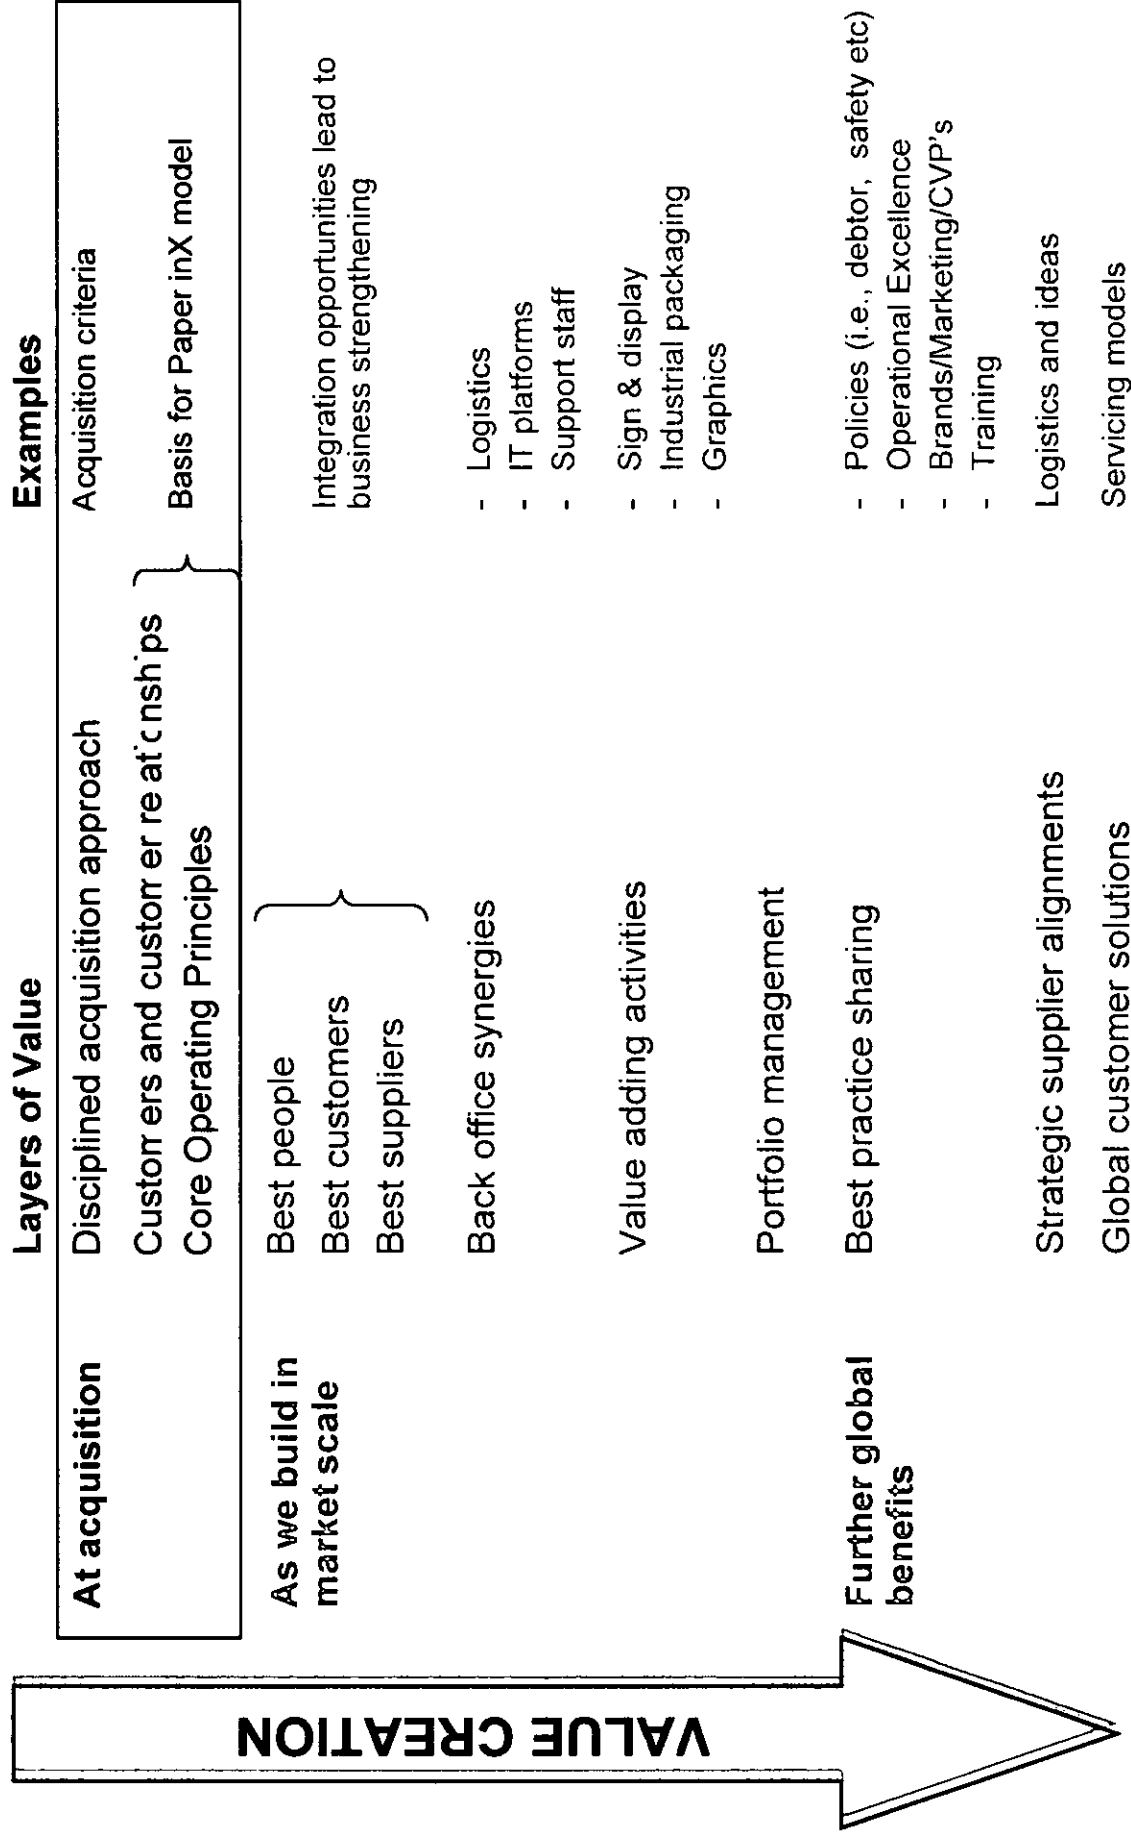 Layers of Value
Examples
At acquisition
Disciplined acquisition approach
Acquisition criteria
Customers and customer relationships
Core Operating Principles
Basis for Paper inX model
As we build in
market scale
Best people
Best customers
Best suppliers
Integration opportunities lead to
business strengthening
Back office synergies
- Logistics
- IT platforms
- Support staff
Value adding activities
- Sign & display
- Industrial packaging
- Graphics
Portfolio management
Further global
benefits
Best practice sharing
- Policies (i.e., debtor, safety etc)
- Operational Excellence
- Brands/Marketing/CVP's
- Training
Strategic supplier alignments
Logistics and ideas
Global customer solutions
Servicing models
VALUE CREATION